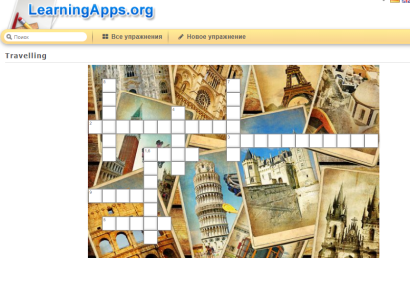 LearningApps.org
Поиск
Все упражнения
Новое упражнение
Travelling